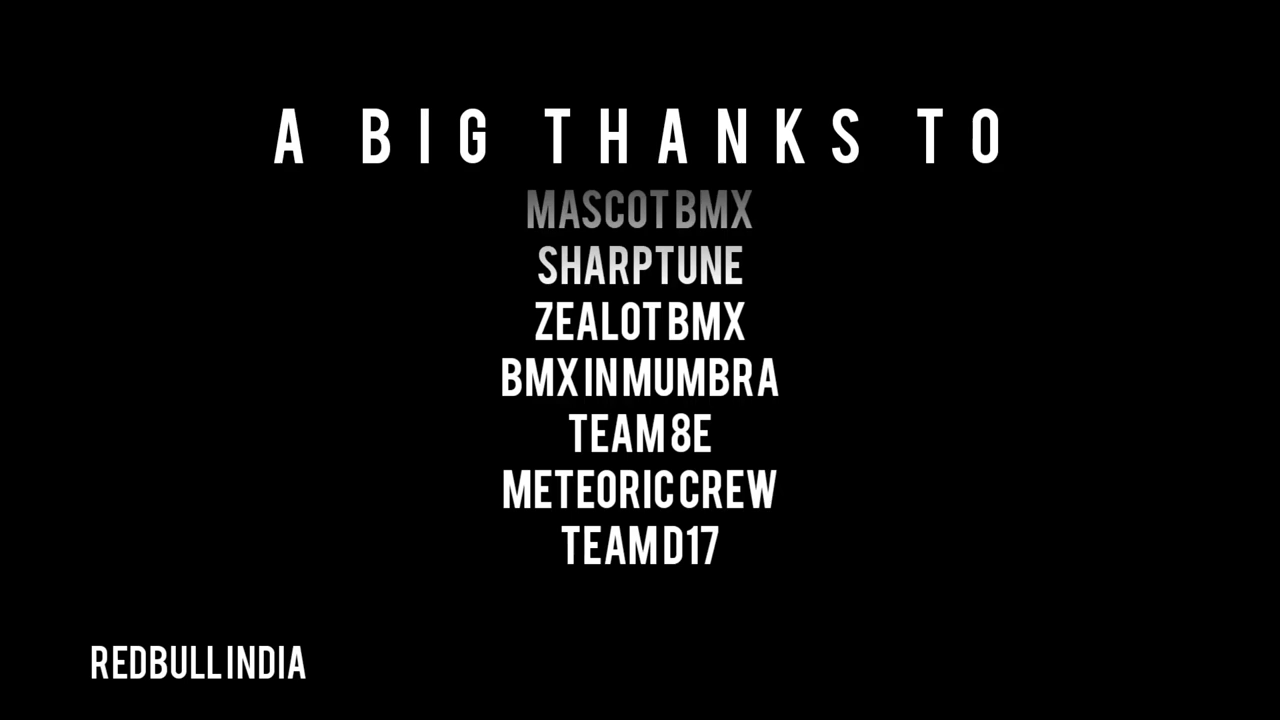 A BIG THANKS TO
MASCOT BMX
SHARPTUNE
ZEALOT BMX
BMX IN MUMBRA
TEAM 8E
METEORIC CREW
TEAM D17
REDBULL INDIA